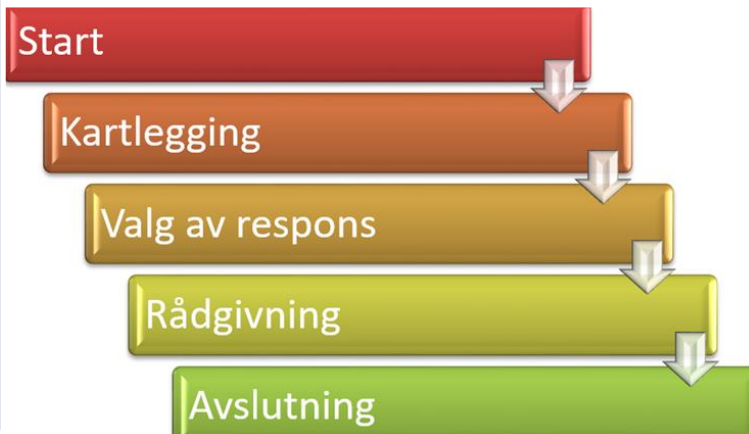 Start
Kartlegging
Valg av respons
Rådgivning
Avslutning